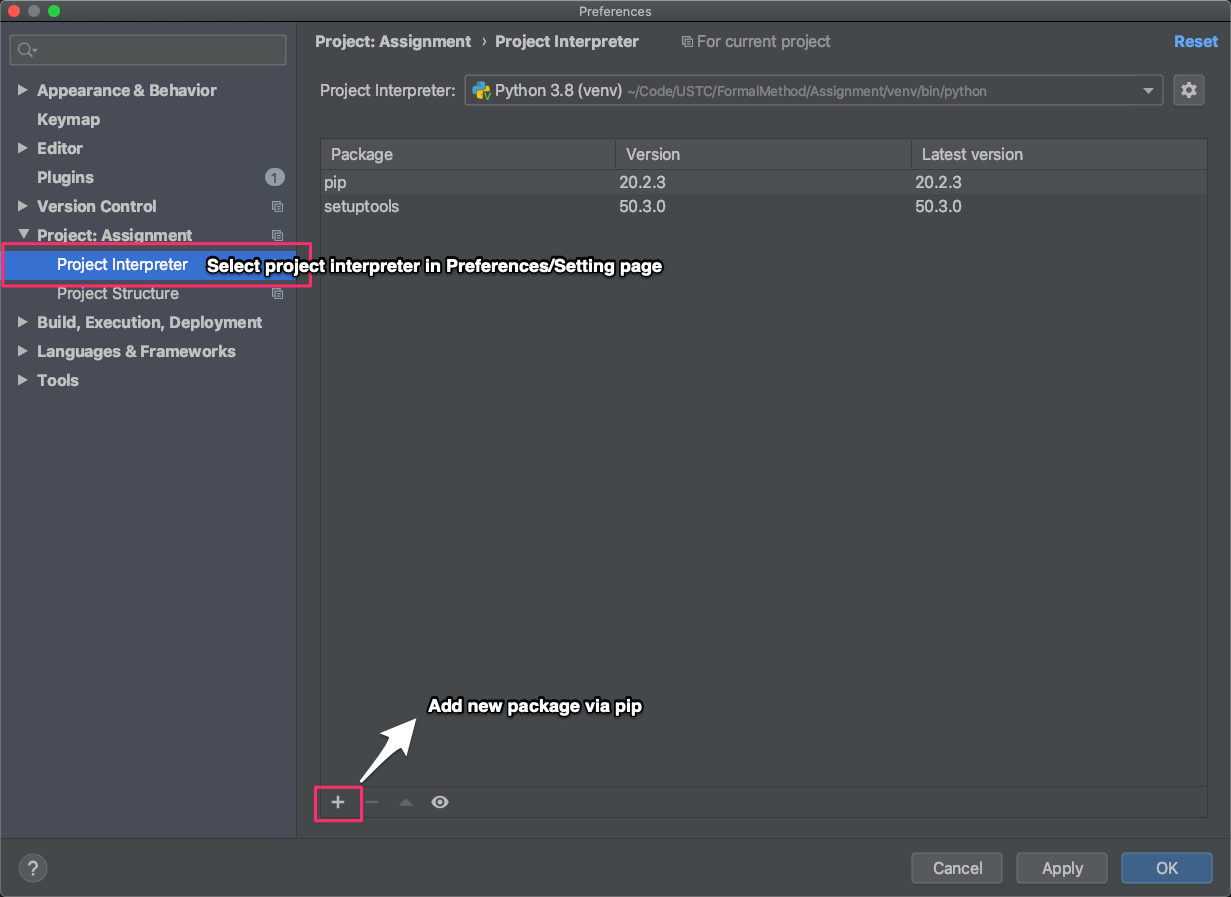 Preferences
Project: Assignment › Project Interpreter For current project Reset
Project Interpreter: Python 3.8 (venv) ~/Code/USTC/FormalMethod/Assignment/venv/bin/python
Appearance & Behavior
Keymap
Editor
Plugins 1
Version Control
Project: Assignment
Project Interpreter
Project Structure
Build, Execution, Deployment
Languages & Frameworks
Tools
Package Version Latest version
pip 20.2.3 20.2.3
setuptools 50.3.0 50.3.0
Select project interpreter in Preferences/Setting page
Add new package via pip
? Cancel Apply OK